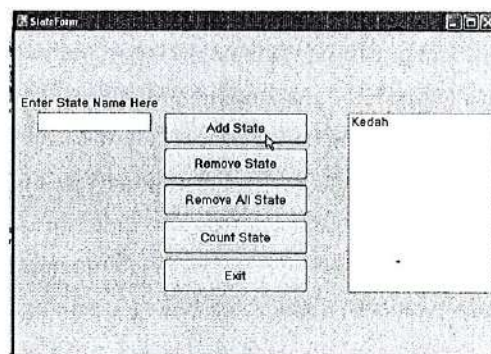 StateForm
Enter State Name Here
Add State
Kedah
Remove State
Remove All State
Count State
Exit